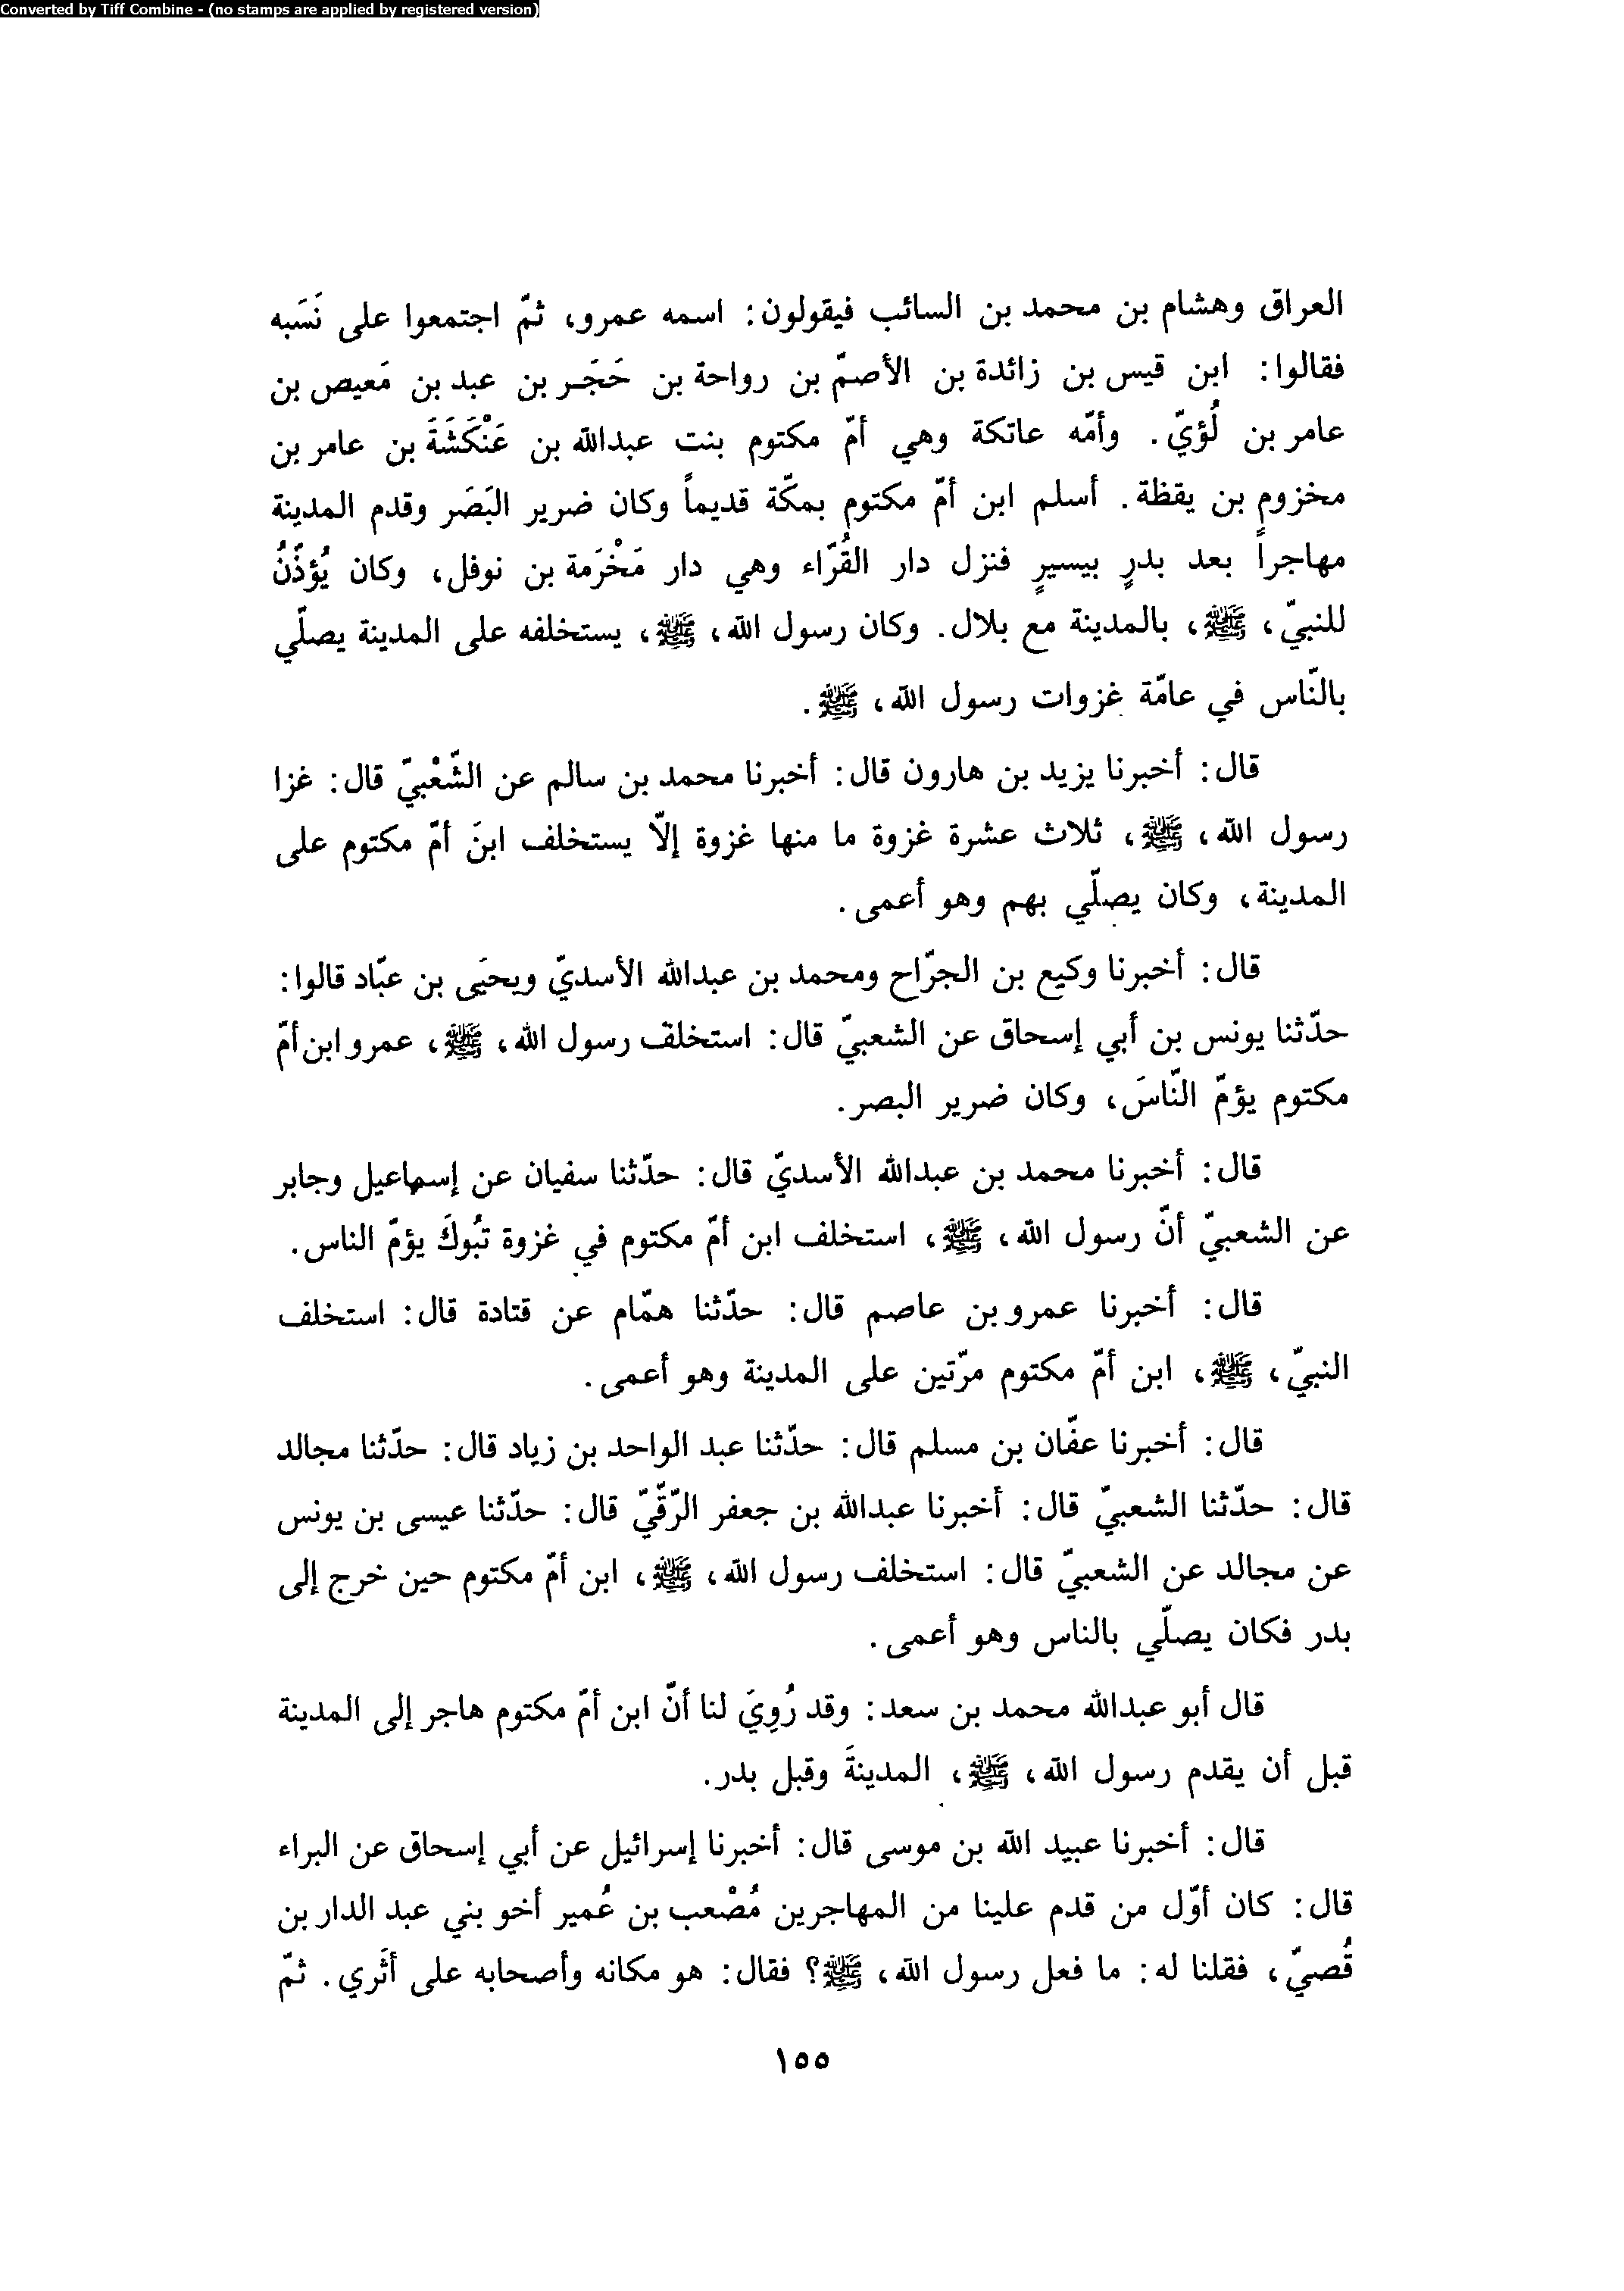 Converted by Tiff Combine - (no stamps are applied by registered version)
العراق وهشام بن محمد بن السائب فيقولون: اسمه عمرو، ثمّ اجتمعوا على نَسَبه
فقالوا: ابن قيس بن زائدة بن الأصمّ بن رواحة بن حَجَر بن عبد بن مَعيص بن
عامر بن لُؤيّ. وأمّه عاتكة وهي أمّ مكتوم بنت عبدالله بن عَنْكَشَةَ بن عامر بن
مخزوم بن يقظة. أسلم ابن أمّ مكتوم بمكّة قديماً وكان ضرير البَصَر وقدم المدينة
مهاجراً بعد بدرٍ بيسيرٍ فنزل دار القُرّاء وهي دار مَخْرَمة بن نوفل، وكان يُؤذّنُ
للنبيّ، ﷺ، بالمدينة مع بلال. وكان رسول الله، ﷺ، يستخلفه على المدينة يصلّي
بالنّاس في عامّة غزوات رسول الله، ﷺ.
قال: أخبرنا يزيد بن هارون قال: أخبرنا محمد بن سالم عن الشّعْبيّ قال: غزا
رسول الله، ﷺ، ثلاث عشرة غزوة ما منها غزوة إلّا يستخلف ابنَ أمّ مكتوم على
المدينة، وكان يصلّي بهم وهو أعمى.
قال: أخبرنا وكيع بن الجرّاح ومحمد بن عبدالله الأسديّ ويحيَى بن عبّاد قالوا:
حدّثنا يونس بن أبي إسحاق عن الشعبيّ قال: استخلف رسول الله، ﷺ، عمرو ابن أمّ
مكتوم يؤمّ النّاسَ، وكان ضرير البصر.
قال: أخبرنا محمد بن عبدالله الأسديّ قال: حدّثنا سفيان عن إسماعيل وجابر
عن الشعبيّ أنّ رسول الله، ﷺ، استخلف ابن أمّ مكتوم في غزوة تبُوكَ يؤمّ الناس.
قال: أخبرنا عمرو بن عاصم قال: حدّثنا همّام عن قتادة قال: استخلف
النبيّ، ﷺ، ابن أمّ مكتوم مرّتين على المدينة وهو أعمى.
قال: أخبرنا عفّان بن مسلم قال: حدّثنا عبد الواحد بن زياد قال: حدّثنا مجالد
قال: حدّثنا الشعبيّ قال: أخبرنا عبدالله بن جعفر الرّقّيّ قال: حدّثنا عيسى بن يونس
عن مجالد عن الشعبيّ قال: استخلف رسول الله، ﷺ، ابن أمّ مكتوم حين خرج إلى
بدر فكان يصلّي بالناس وهو أعمى.
قال أبو عبدالله محمد بن سعد: وقد رُوِيَ لنا أنّ ابن أمّ مكتوم هاجر إلى المدينة
قبل أن يقدم رسول الله، ﷺ، المدينةَ وقبل بدر.
قال: أخبرنا عبيد الله بن موسى قال: أخبرنا إسرائيل عن أبي إسحاق عن البراء
قال: كان أوّل من قدم علينا من المهاجرين مُصْعب بن عُمير أخو بني عبد الدار بن
قُصيّ، فقلنا له: ما فعل رسول الله، ﷺ؟ فقال: هو مكانه وأصحابه على أثَري. ثمّ
١٥٥